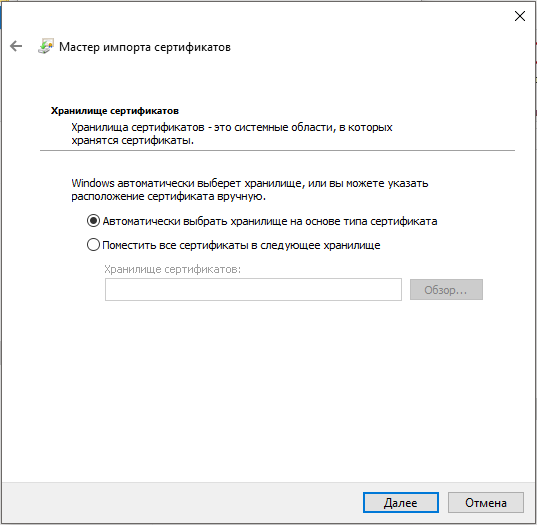 Мастер импорта сертификатов
Хранилище сертификатов
Хранилища сертификатов - это системные области, в которых
хранятся сертификаты.
Windows автоматически выберет хранилище, или вы можете указать
расположение сертификата вручную.
Автоматически выбрать хранилище на основе типа сертификата
Поместить все сертификаты в следующее хранилище
Хранилище сертификатов:
Обзор...
Далее
Отмена